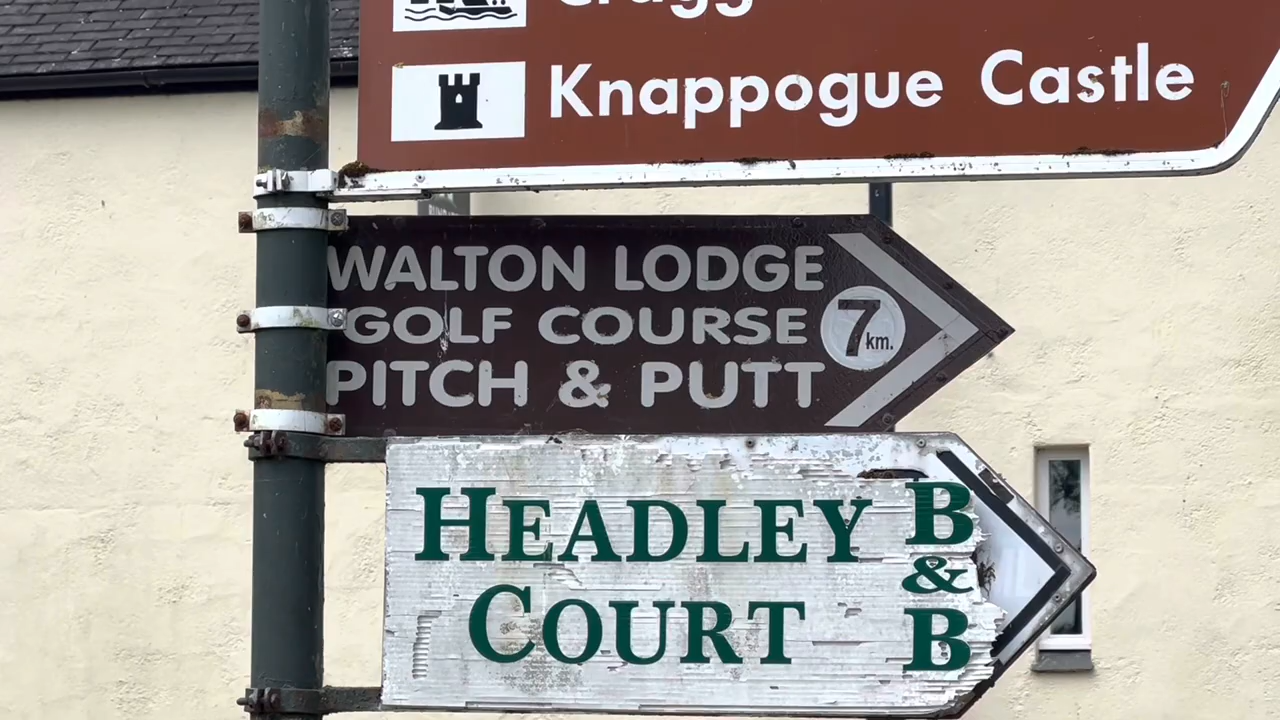 Knappogue Castle
WALTON LODGE
GOLF COURSE
PITCH & PUTT
7 km.
HEADLEY
COURT
B
&
B